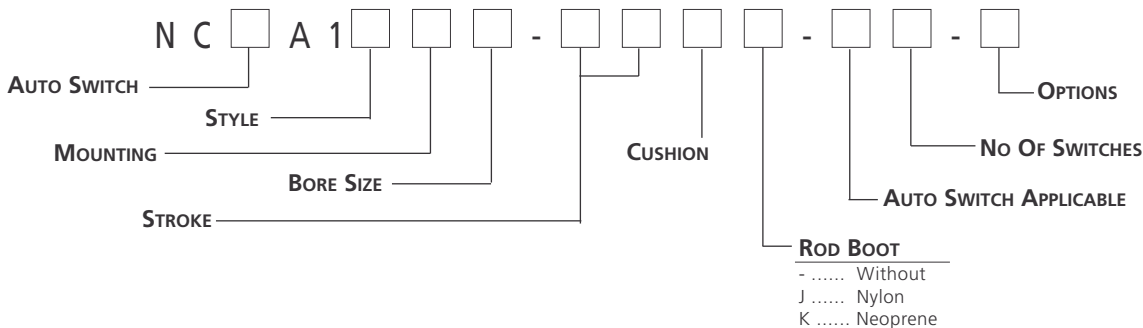 N C □ A 1 □ □ □ - □ □ □ □ - □ □ - □
AUTO SWITCH
OPTIONS
STYLE
MOUNTING
CUSHION
NO OF SWITCHES
BORE SIZE
AUTO SWITCH APPLICABLE
STROKE
ROD BOOT
- ...... Without
J ...... Nylon
K ...... Neoprene